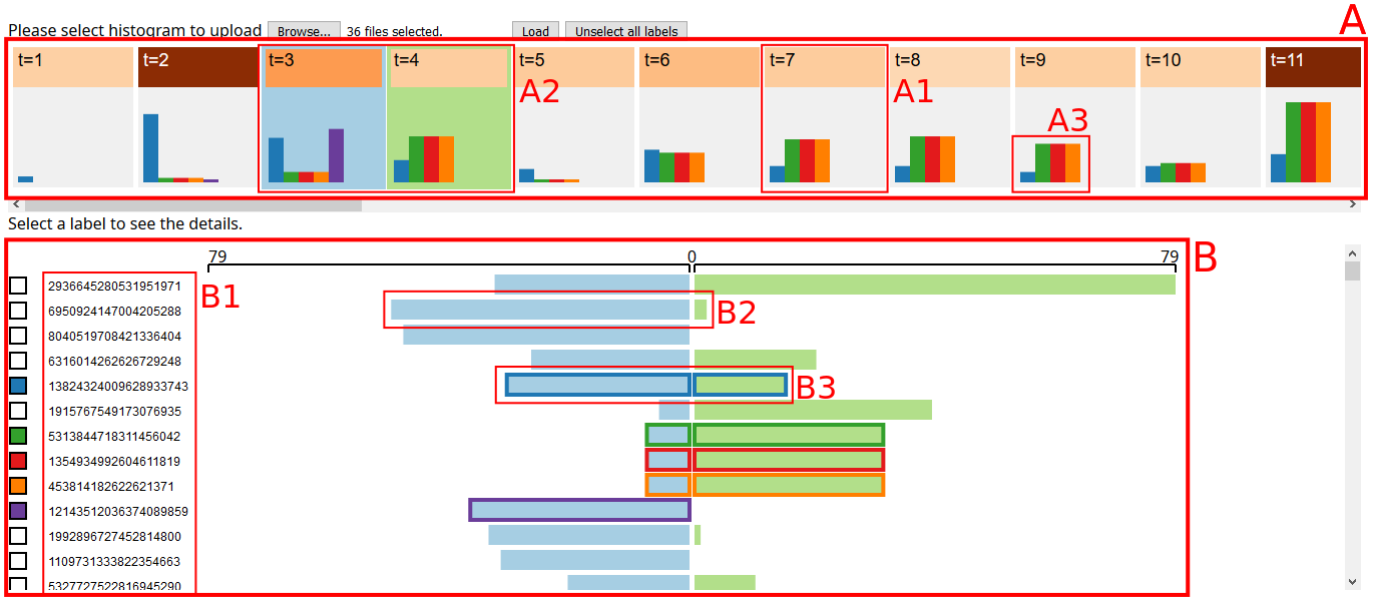 A
Please select histogram to upload Browse... 36 files selected. Load Unselect all labels
t=1 t=2 t=3 t=4 t=5 t=6 t=7 t=8 t=9 t=10 t=11
A2 A1 A3
Select a label to see the details.
B
79 0 79
2936645280531951971
B1
6950924147004205288
B2
8040519708421336404
6316014262626729248
13824324009628933743
B3
1915767549173076935
5313844718311456042
1354934992604611819
453814182622621371
12143512036374089859
1992896727452814800
1109731333822354663
5327727522816945290